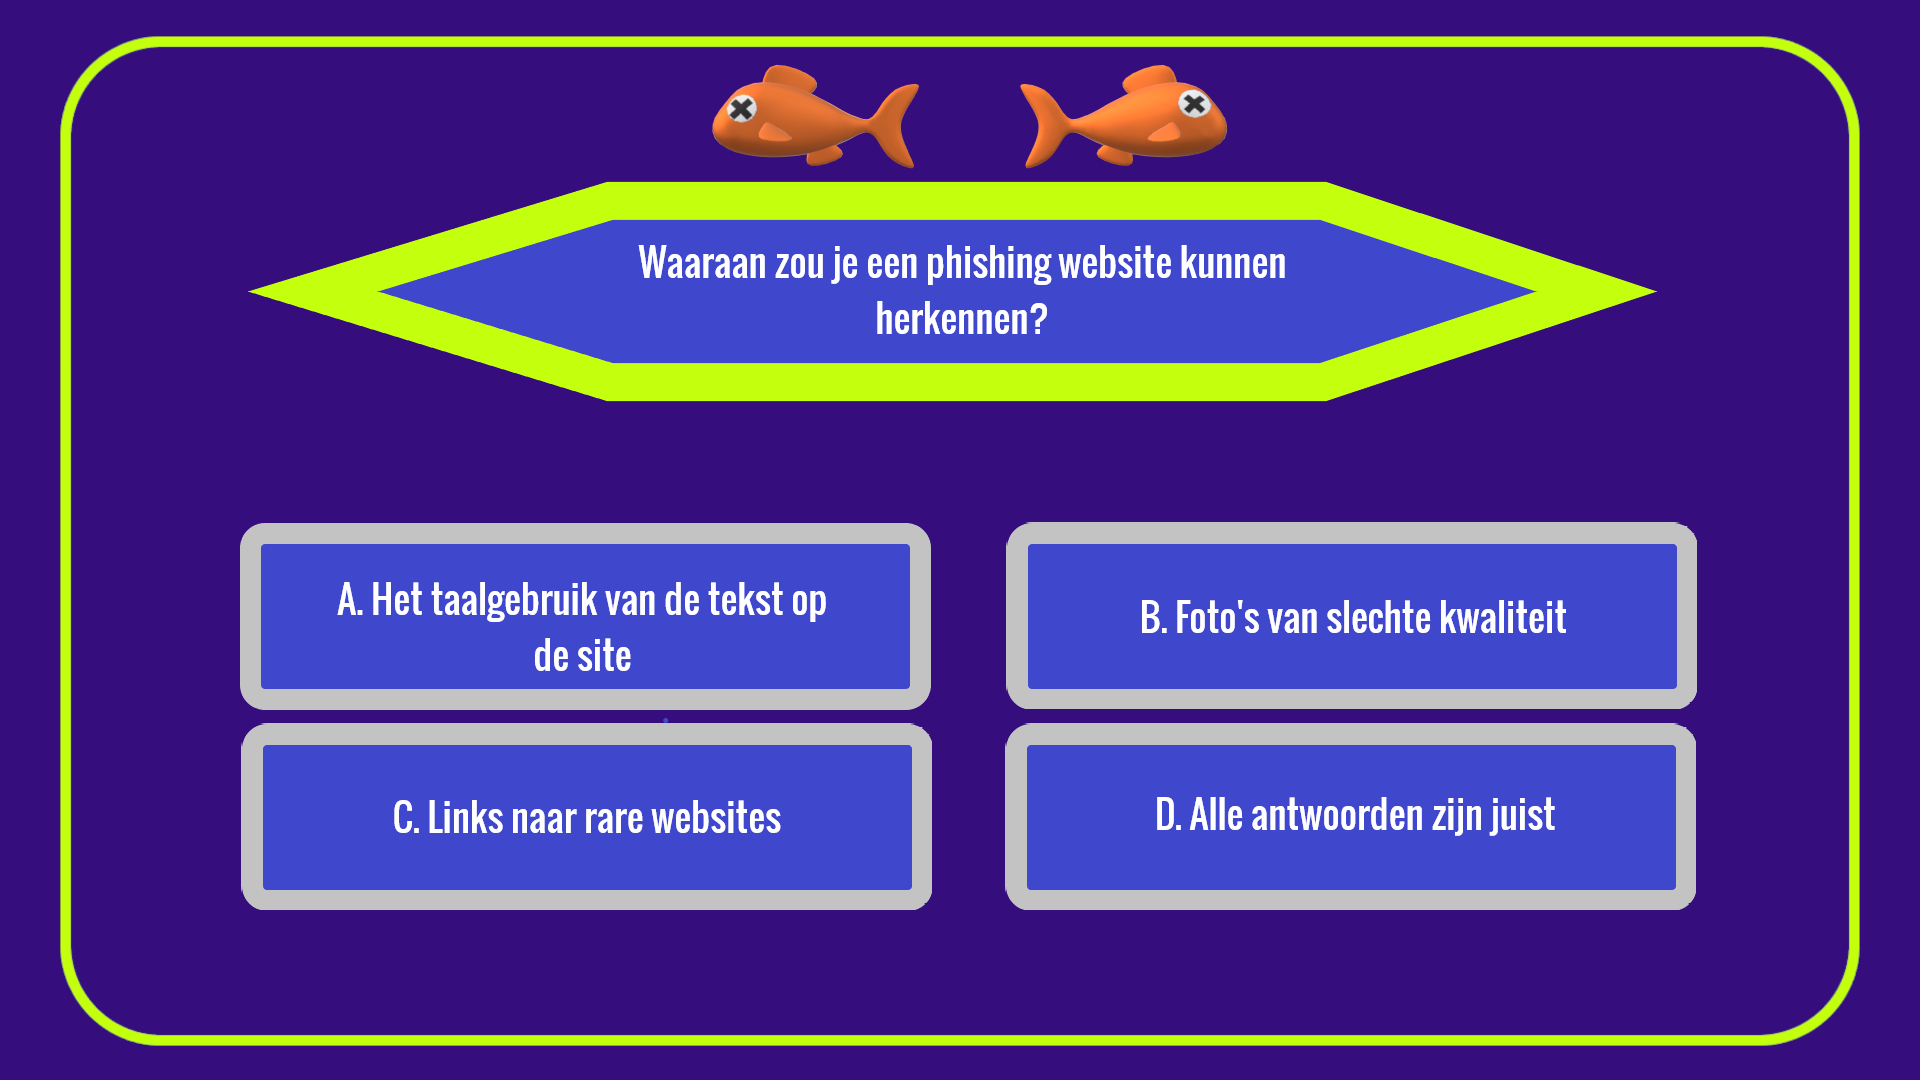 Waaraan zou je een phishing website kunnen
herkennen?
A. Het taalgebruik van de tekst op
de site
B. Foto's van slechte kwaliteit
C. Links naar rare websites
D. Alle antwoorden zijn juist